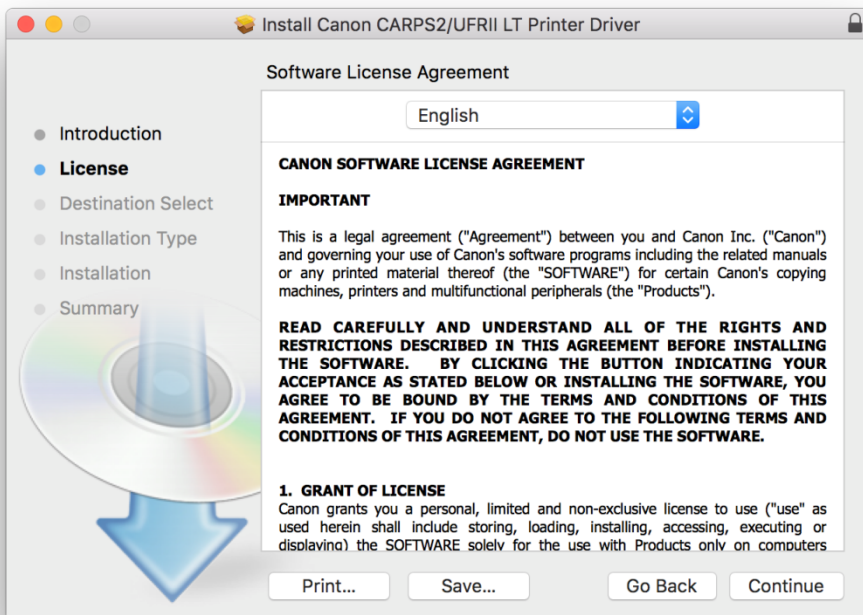 Install Canon CARPS2/UFRII LT Printer Driver
Software License Agreement
Introduction
License
Destination Select
Installation Type
Installation
Summary
English
CANON SOFTWARE LICENSE AGREEMENT
IMPORTANT
This is a legal agreement ("Agreement") between you and Canon Inc. ("Canon")
and governing your use of Canon's software programs including the related manuals
or any printed material thereof (the "SOFTWARE") for certain Canon's copying
machines, printers and multifunctional peripherals (the "Products").
READ CAREFULLY AND UNDERSTAND ALL OF THE RIGHTS AND
RESTRICTIONS DESCRIBED IN THIS AGREEMENT BEFORE INSTALLING
THE SOFTWARE. BY CLICKING THE BUTTON INDICATING YOUR
ACCEPTANCE AS STATED BELOW OR INSTALLING THE SOFTWARE, YOU
AGREE TO BE BOUND BY THE TERMS AND CONDITIONS OF THIS
AGREEMENT. IF YOU DO NOT AGREE TO THE FOLLOWING TERMS AND
CONDITIONS OF THIS AGREEMENT, DO NOT USE THE SOFTWARE.
1. GRANT OF LICENSE
Canon grants you a personal, limited and non-exclusive license to use ("use" as
used herein shall include storing, loading, installing, accessing, executing or
displaying) the SOFTWARE solely for the use with Products only on computers
Print...
Save...
Go Back
Continue